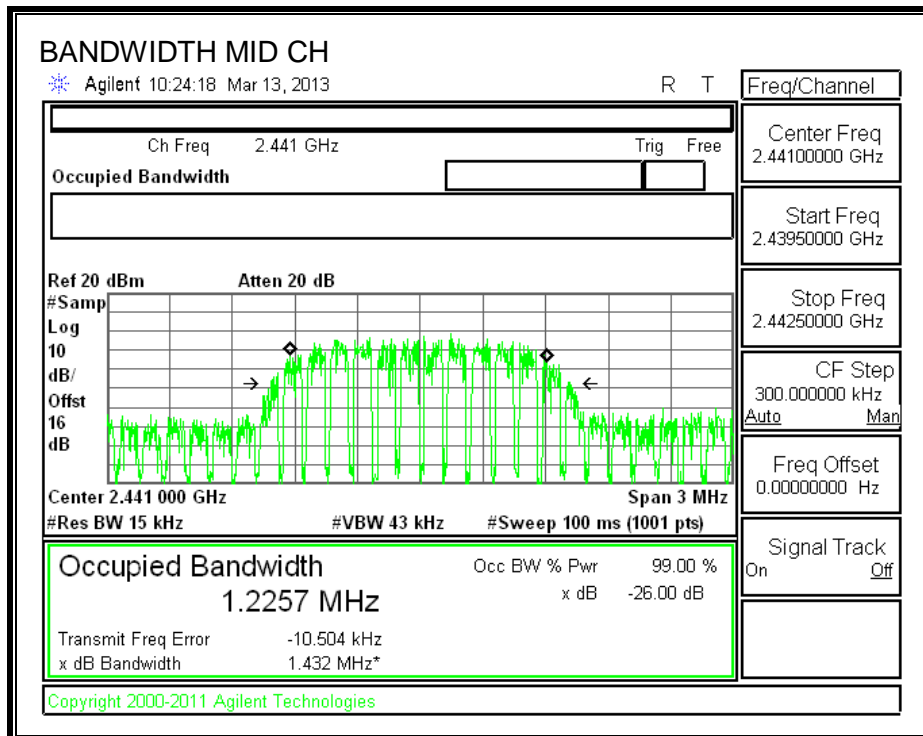 BANDWIDTH MID CH
Agilent 10:24:18 Mar 13, 2013 R T
Freq/Channel
Ch Freq 2.441 GHz Trig Free
Occupied Bandwidth
Center Freq
2.44100000 GHz
Start Freq
2.43950000 GHz
Stop Freq
2.44250000 GHz
CF Step
300.000000 kHz
Auto Man
Freq Offset
0.00000000 Hz
Signal Track
On Off
Ref 20 dBm Atten 20 dB
#Samp
Log
10
dB/
Offst
16
dB
Center 2.441 000 GHz Span 3 MHz
#Res BW 15 kHz #VBW 43 kHz #Sweep 100 ms (1001 pts)
Occupied Bandwidth Occ BW % Pwr 99.00 %
1.2257 MHz x dB -26.00 dB
Transmit Freq Error -10.504 kHz
x dB Bandwidth 1.432 MHz*
Copyright 2000-2011 Agilent Technologies